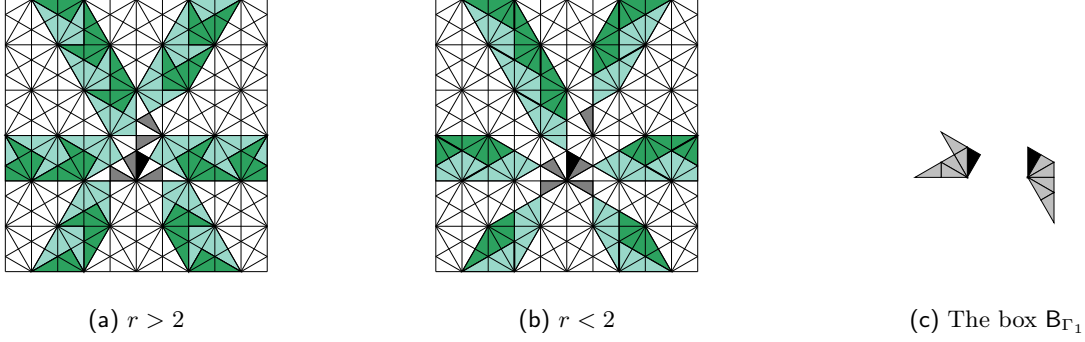 (a) r > 2
(b) r < 2
(c) The box B_{Γ_1}